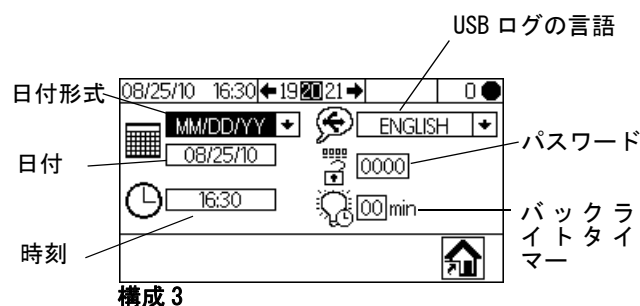 USB ログの言語
日付形式
08/25/10 16:30 19 20 21 0
MM/DD/YY ENGLISH
日付
08/25/10 0000
パスワード
16:30 00 min
時刻
バックラ
イトタイ
マー
構成 3